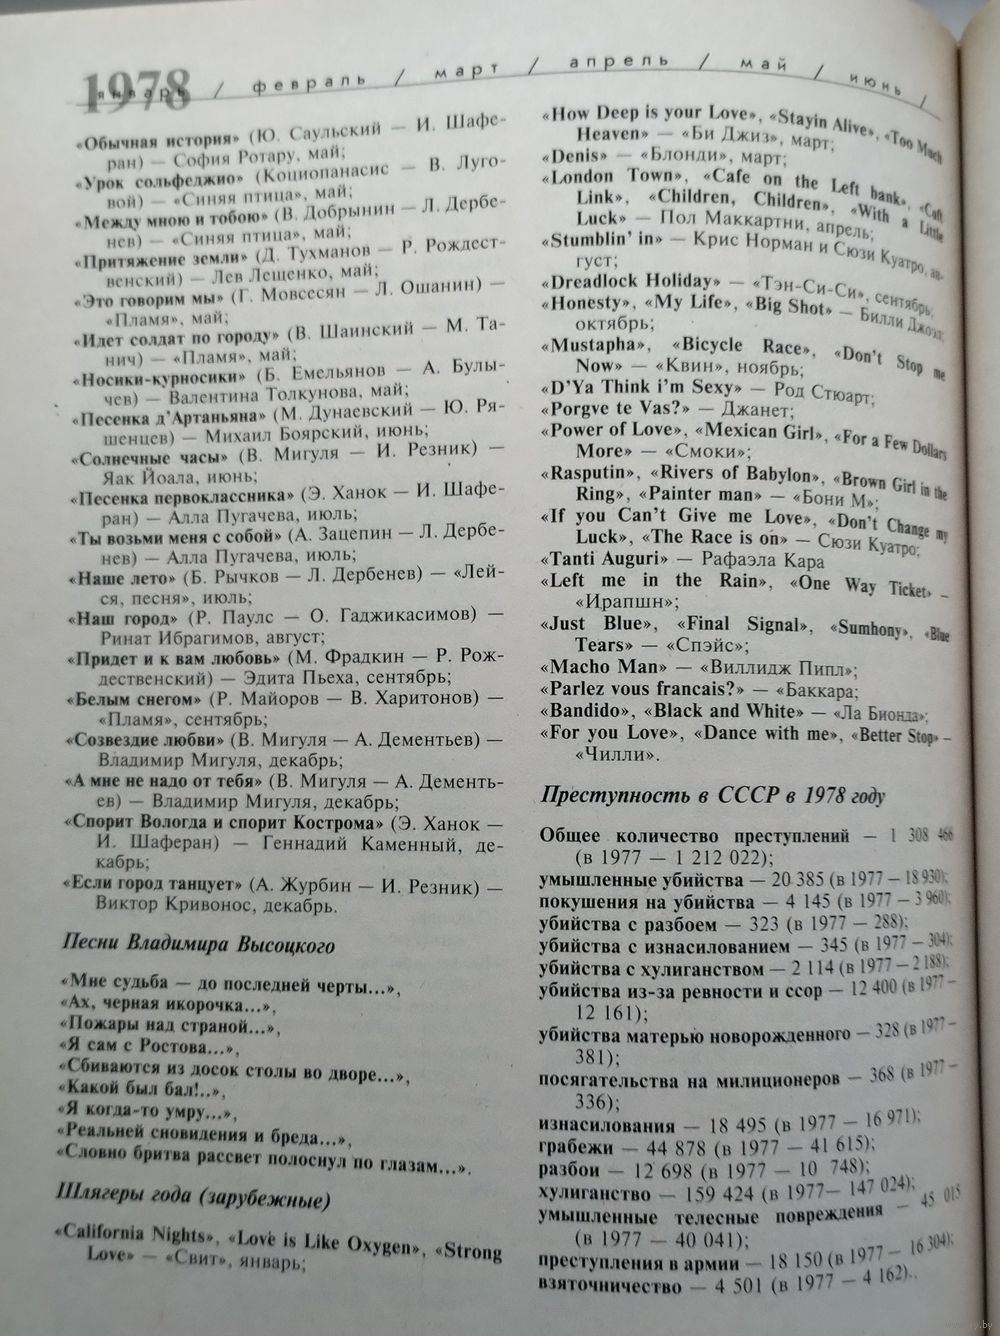 1978
январь / февраль / март / апрель / май / июнь /
«Обычная история» (Ю. Саульский — И. Шафе-
ран) — София Ротару, май;
«Урок сольфеджио» (Коциопанасис — В. Луго-
вой) — «Синяя птица», май;
«Между мною и тобою» (В. Добрынин — Л. Дербе-
нев) — «Синяя птица», май;
«Притяжение земли» (Д. Тухманов — Р. Рождест-
венский) — Лев Лещенко, май;
«Это говорим мы» (Г. Мовсесян — Л. Ошанин) —
«Пламя», май;
«Идет солдат по городу» (В. Шаинский — М. Та-
нич) — «Пламя», май;
«Носики-курносики» (Б. Емельянов — А. Булы-
чев) — Валентина Толкунова, май;
«Песенка д'Артаньяна» (М. Дунаевский — Ю. Ря-
шенцев) — Михаил Боярский, июнь;
«Солнечные часы» (В. Мигуля — И. Резник) —
Яак Йоала, июнь;
«Песенка первоклассника» (Э. Ханок — И. Шафе-
ран) — Алла Пугачева, июль;
«Ты возьми меня с собой» (А. Зацепин — Л. Дербе-
нев) — Алла Пугачева, июль;
«Наше лето» (Б. Рычков — Л. Дербенев) — «Лей-
ся, песня», июль;
«Наш город» (Р. Паулс — О. Гаджикасимов) —
Ринат Ибрагимов, август;
«Придет и к вам любовь» (М. Фрадкин — Р. Рож-
дественский) — Эдита Пьеха, сентябрь;
«Белым снегом» (Р. Майоров — В. Харитонов) —
«Пламя», сентябрь;
«Созвездие любви» (В. Мигуля — А. Дементьев) —
Владимир Мигуля, декабрь;
«А мне не надо от тебя» (В. Мигуля — А. Дементь-
ев) — Владимир Мигуля, декабрь;
«Спорит Вологда и спорит Кострома» (Э. Ханок —
И. Шаферан) — Геннадий Каменный, де-
кабрь;
«Если город танцует» (А. Журбин — И. Резник) —
Виктор Кривонос, декабрь.
Песни Владимира Высоцкого
«Мне судьба — до последней черты...»,
«Ах, черная икорочка...»,
«Пожары над страной...»,
«Я сам с Ростова...»,
«Сбиваются из досок столы во дворе...»,
«Какой был бал!..»,
«Я когда-то умру...»,
«Реальней сновидения и бреда...»,
«Словно бритва рассвет полоснул по глазам...».
Шлягеры года (зарубежные)
«California Nights», «Love is Like Oxygen», «Strong
Love» — «Свит», январь;
«How Deep is your Love», «Stayin Alive», «Too Much
Heaven» — «Би Джиз», март;
«Denis» — «Блонди», март;
«London Town», «Cafe on the Left bank», «Cuff
Link», «Children, Children», «With a Little
Luck» — Пол Маккартни, апрель;
«Stumblin' in» — Крис Норман и Сюзи Куатро, ав-
густ;
«Dreadlock Holiday» — «Тэн-Си-Си», сентябрь;
«Honesty», «My Life», «Big Shot» — Билли Джоэл;
октябрь;
«Mustapha», «Bicycle Race», «Don't Stop me
Now» — «Квин», ноябрь;
«D'Ya Think i'm Sexy» — Род Стюарт;
«Porgve te Vas?» — Джанет;
«Power of Love», «Mexican Girl», «For a Few Dollars
More» — «Смоки»;
«Rasputin», «Rivers of Babylon», «Brown Girl in the
Ring», «Painter man» — «Бони М»;
«If you Can't Give me Love», «Don't Change my
Luck», «The Race is on» — Сюзи Куатро;
«Tanti Auguri» — Рафаэла Кара
«Left me in the Rain», «One Way Ticket» —
«Ирапшн»;
«Just Blue», «Final Signal», «Sumhony», «Blue
Tears» — «Спэйс»;
«Macho Man» — «Виллидж Пипл»;
«Parlez vous francais?» — «Баккара;
«Bandido», «Black and White» — «Ла Бионда»;
«For you Love», «Dance with me», «Better Stop» —
«Чилли».
Преступность в СССР в 1978 году
Общее количество преступлений — 1 308 466
(в 1977 — 1 212 022);
умышленные убийства — 20 385 (в 1977 — 18 930);
покушения на убийства — 4 145 (в 1977 — 3 960);
убийства с разбоем — 323 (в 1977 — 288);
убийства с изнасилованием — 345 (в 1977 — 304);
убийства с хулиганством — 2 114 (в 1977 — 2 188);
убийства из-за ревности и ссор — 12 400 (в 1977 —
12 161);
убийства матерью новорожденного — 328 (в 1977 —
381);
посягательства на милиционеров — 368 (в 1977 —
336);
изнасилования — 18 495 (в 1977 — 16 971);
грабежи — 44 878 (в 1977 — 41 615);
разбои — 12 698 (в 1977 — 10 748);
хулиганство — 159 424 (в 1977— 147 024);
умышленные телесные повреждения — 45 015
(в 1977 — 40 041);
преступления в армии — 18 150 (в 1977 — 16 304);
взяточничество — 4 501 (в 1977 — 4 162)..